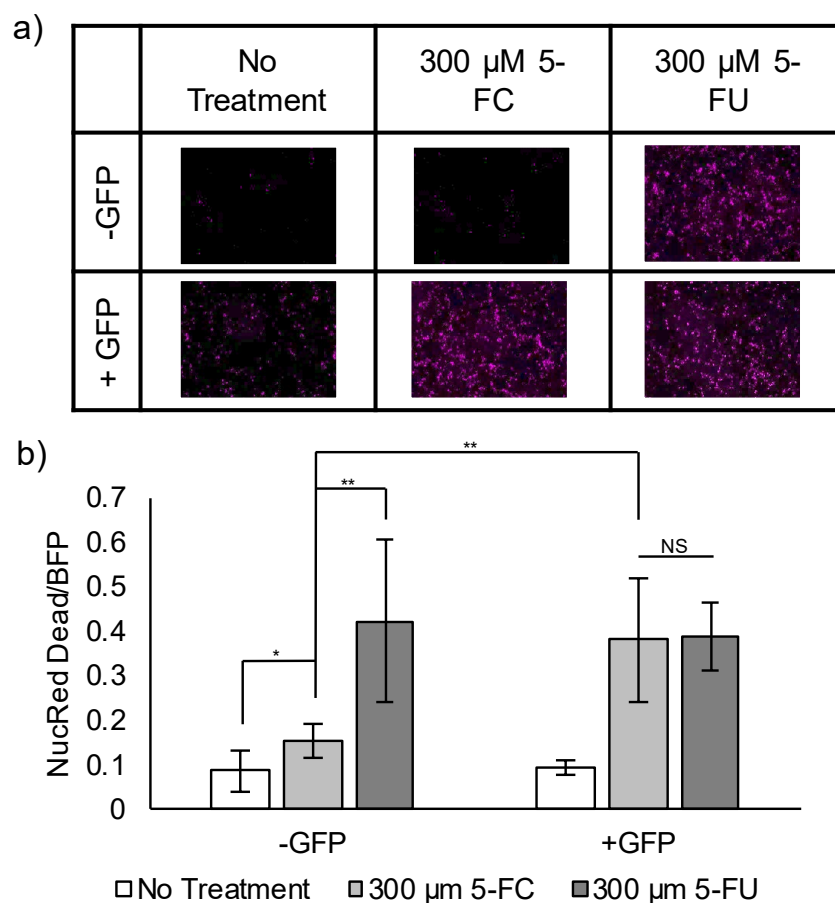 a)
No
Treatment
300 µM 5-
FC
300 µM 5-
FU
-GFP
+ GFP
b)
NucRed Dead/BFP
0.7
0.6
0.5
0.4
0.3
0.2
0.1
0
*
**
**
NS
-GFP
+GFP
No Treatment
300 µm 5-FC
300 µm 5-FU